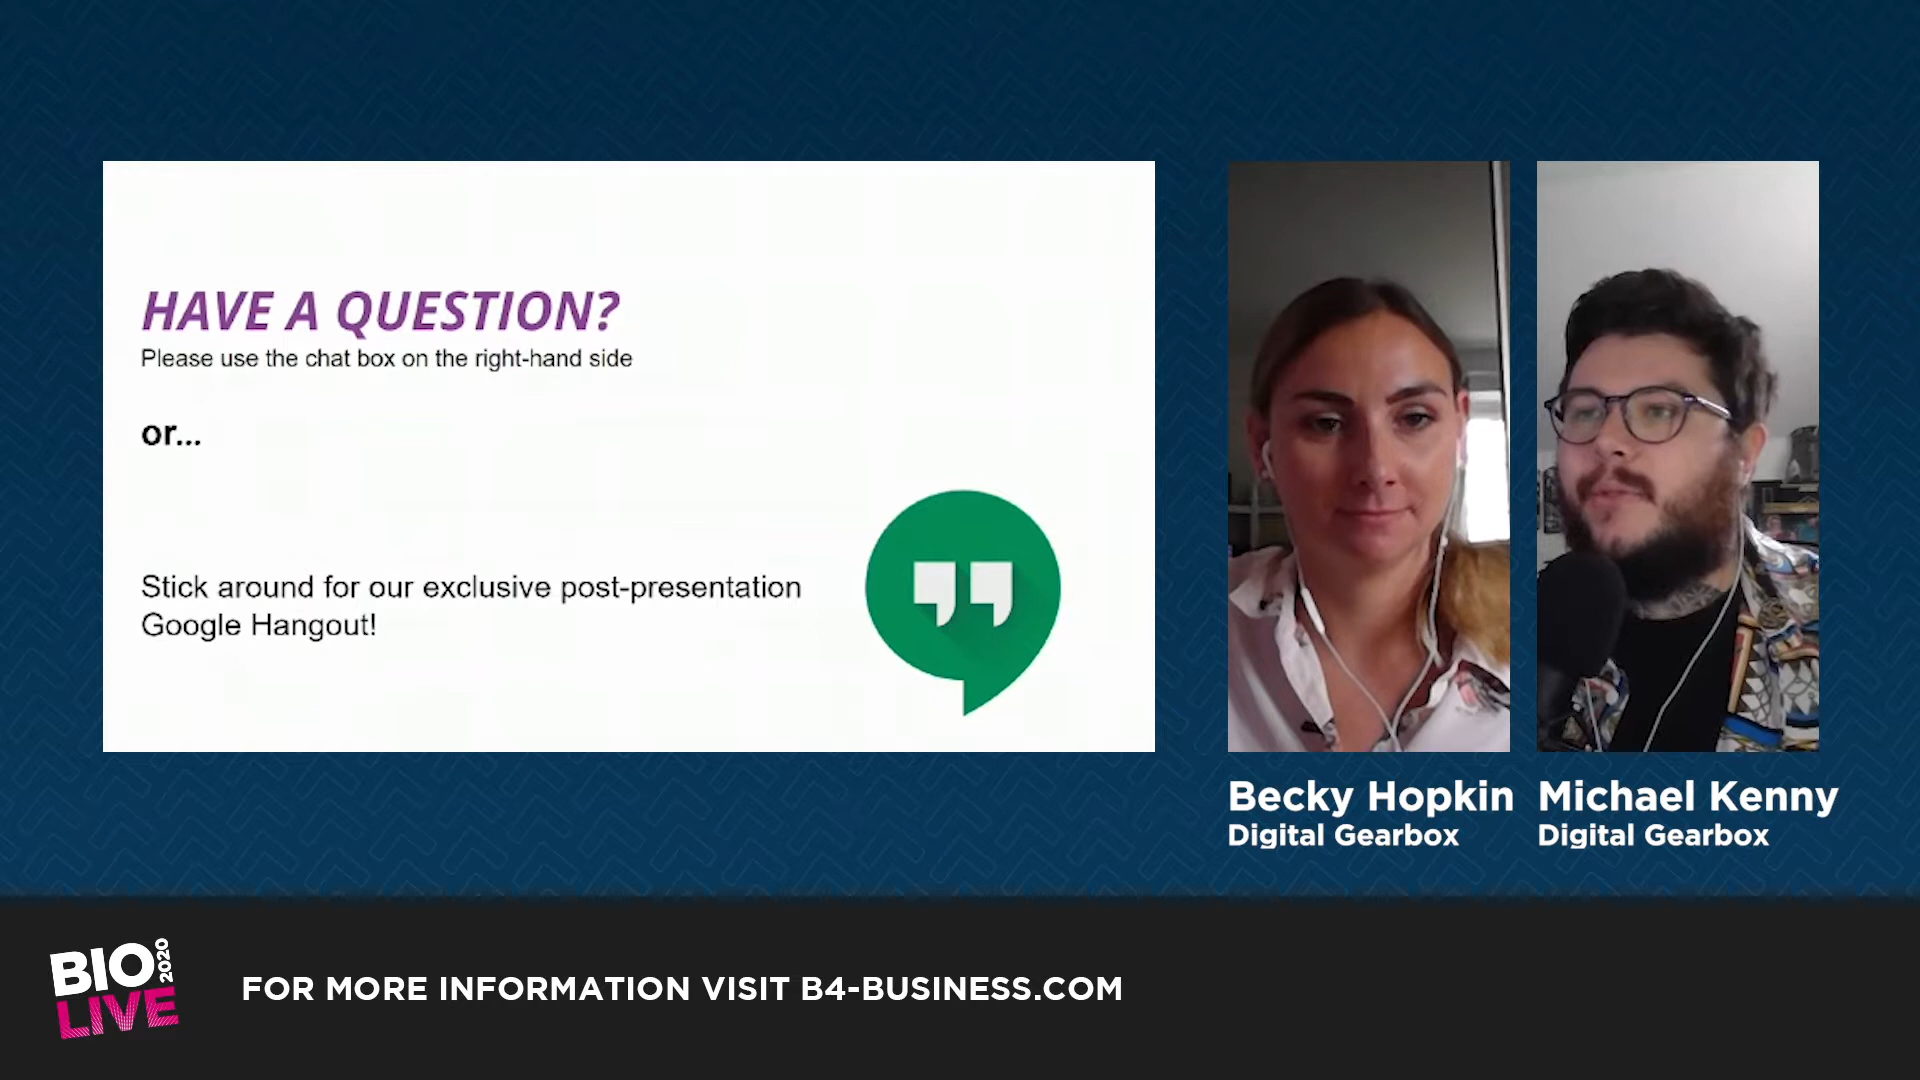 HAVE A QUESTION?
Please use the chat box on the right-hand side
or...
Stick around for our exclusive post-presentation
Google Hangout!
Becky Hopkin
Digital Gearbox
Michael Kenny
Digital Gearbox
BIO 2020
LIVE
FOR MORE INFORMATION VISIT B4-BUSINESS.COM